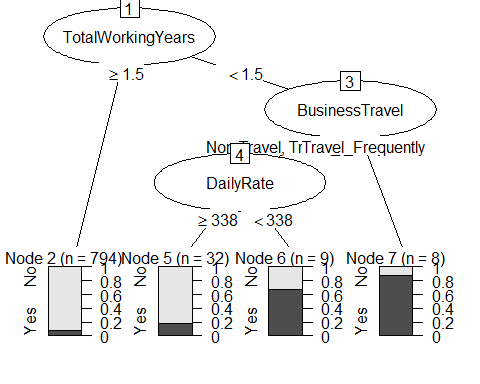 1
TotalWorkingYears
≥ 1.5 < 1.5
3
BusinessTravel
Travel_Frequently
4
DailyRate
≥ 338 < 338
Node 2 (n = 794) Node 5 (n = 32) Node 6 (n = 9) Node 7 (n = 8)
No
Yes
1
0.8
0.6
0.4
0.2
0
No
Yes
1
0.8
0.6
0.4
0.2
0
No
Yes
1
0.8
0.6
0.4
0.2
0
No
Yes
1
0.8
0.6
0.4
0.2
0